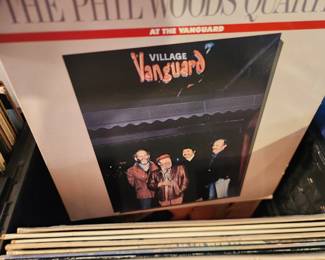 THE PHIL WOODS QUART
AT THE VANGUARD
VILLAGE
Vanguard